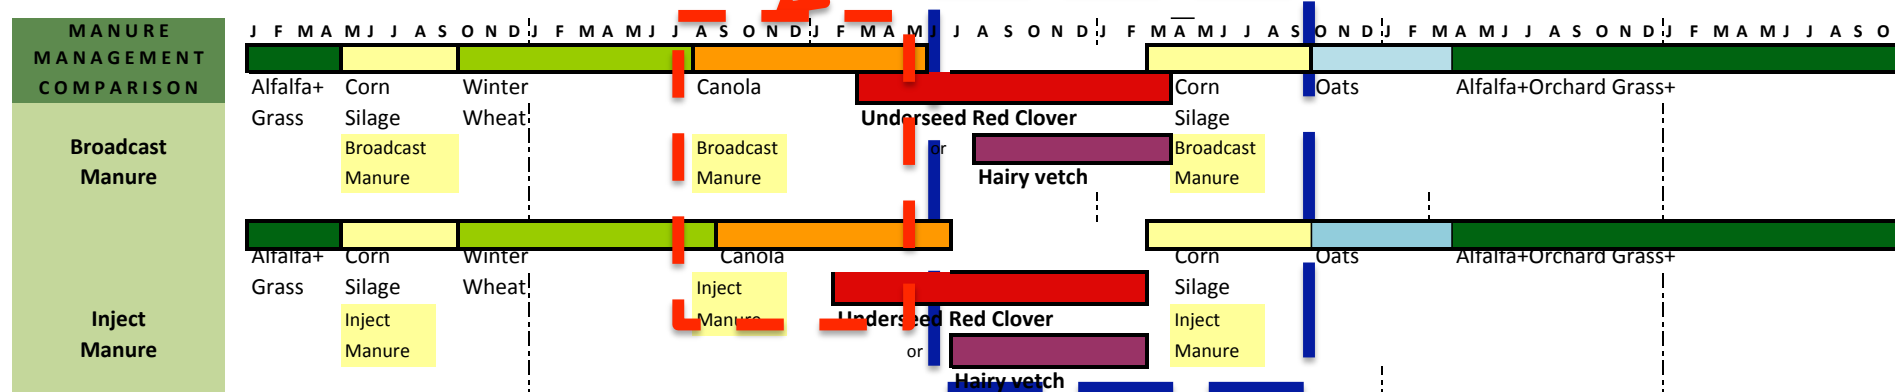 MANURE
MANAGEMENT
COMPARISON
J F M A M J J A S O N D J F M A M J J A S O N D J F M A M J J A S O N D J F M A M J J A S O N D J F M A M J J A S O N D J F M A M J J A S O
Alfalfa+ Corn Winter Canola Corn Oats Alfalfa+Orchard Grass+
Grass Silage Wheat Underseed Red Clover Silage
Broadcast Manure
Broadcast Manure
Broadcast Manure
or
Hairy vetch
Broadcast Manure
Alfalfa+ Corn Winter Canola Corn Oats Alfalfa+Orchard Grass+
Grass Silage Wheat Silage
Inject Manure
Inject Manure
Inject Manure
Underseed Red Clover
or
Hairy vetch
Inject Manure